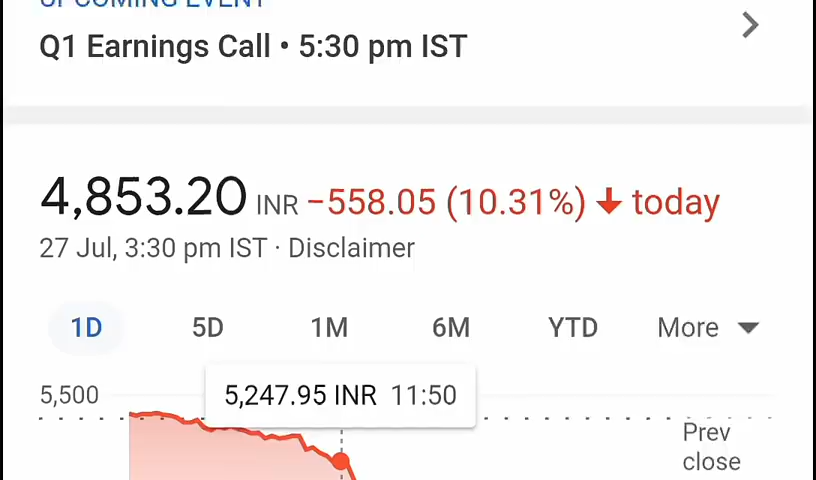 UPCOMING EVENT
Q1 Earnings Call • 5:30 pm IST
4,853.20 INR −558.05 (10.31%) ↓ today
27 Jul, 3:30 pm IST · Disclaimer
1D 5D 1M 6M YTD More
5,500
5,247.95 INR 11:50
Prev
close